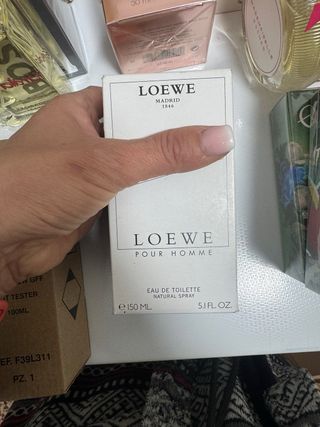 LOEWE
MADRID
1846
LOEWE
POUR HOMME
EAU DE TOILETTE
NATURAL SPRAY
℮ 150 ML. 5.1 FL. OZ.
TESTER
100ML
REF. F39L311
PZ. 1